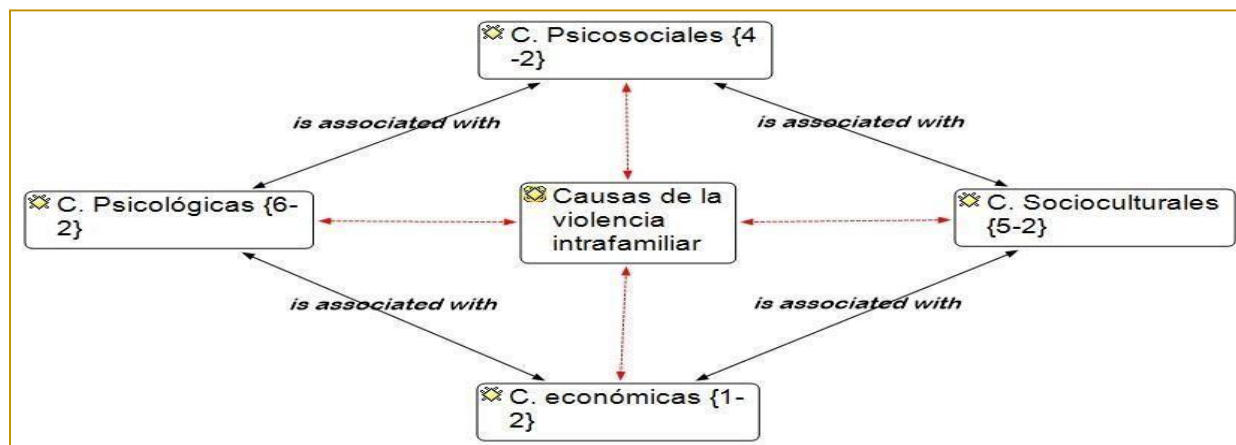 C. Psicosociales {4
-2}
is associated with
is associated with
C. Psicológicas {6-
2}
Causas de la
violencia
intrafamiliar
C. Socioculturales
{5-2}
is associated with
is associated with
C. económicas {1-
2}